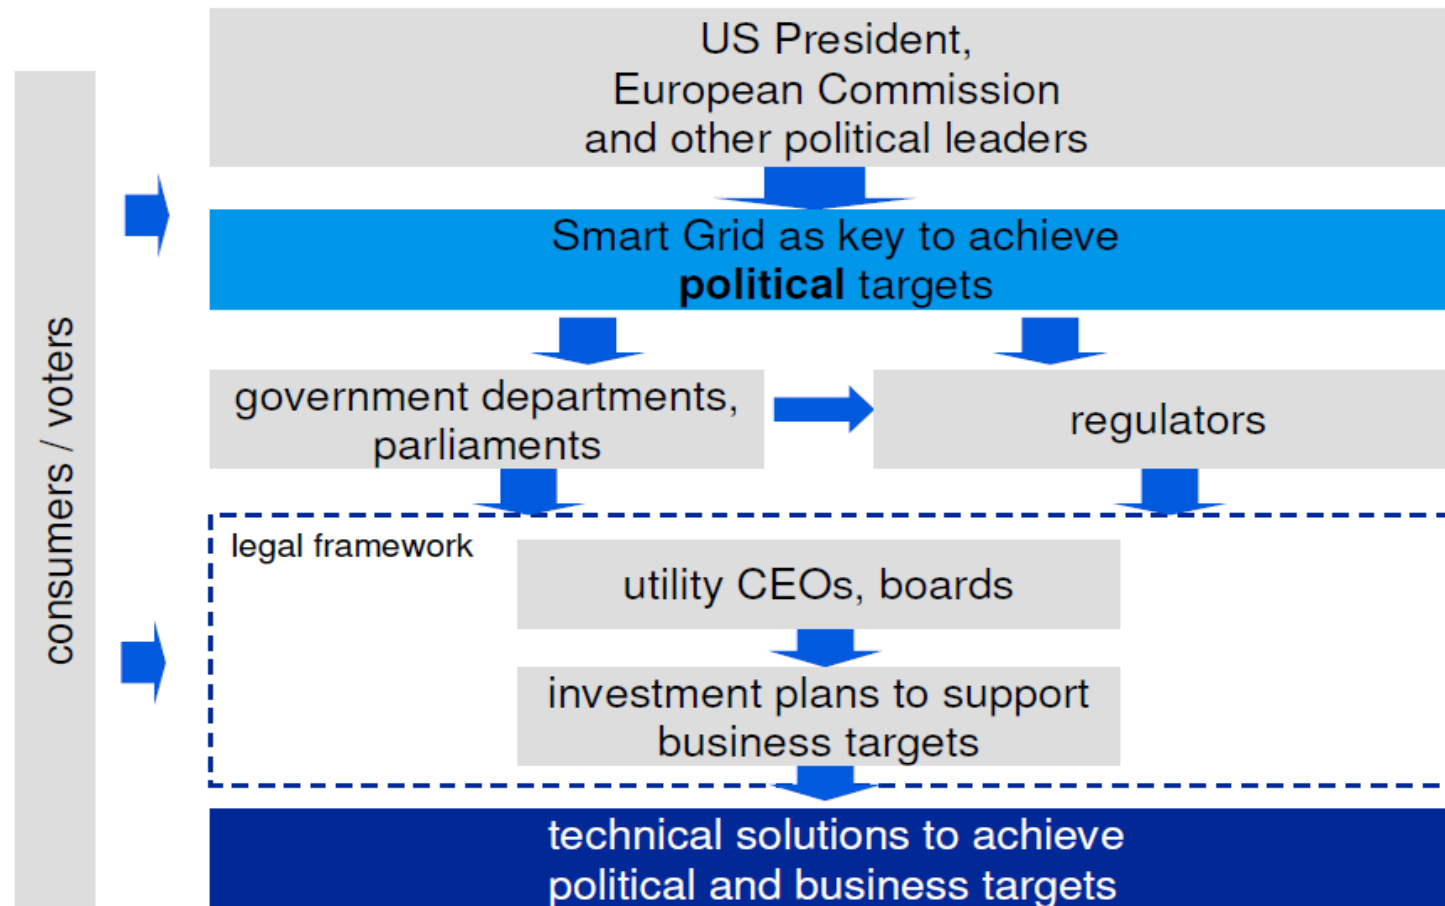 US President,
European Commission
and other political leaders
Smart Grid as key to achieve
political targets
consumers / voters
government departments,
parliaments
regulators
legal framework
utility CEOs, boards
investment plans to support
business targets
technical solutions to achieve
political and business targets